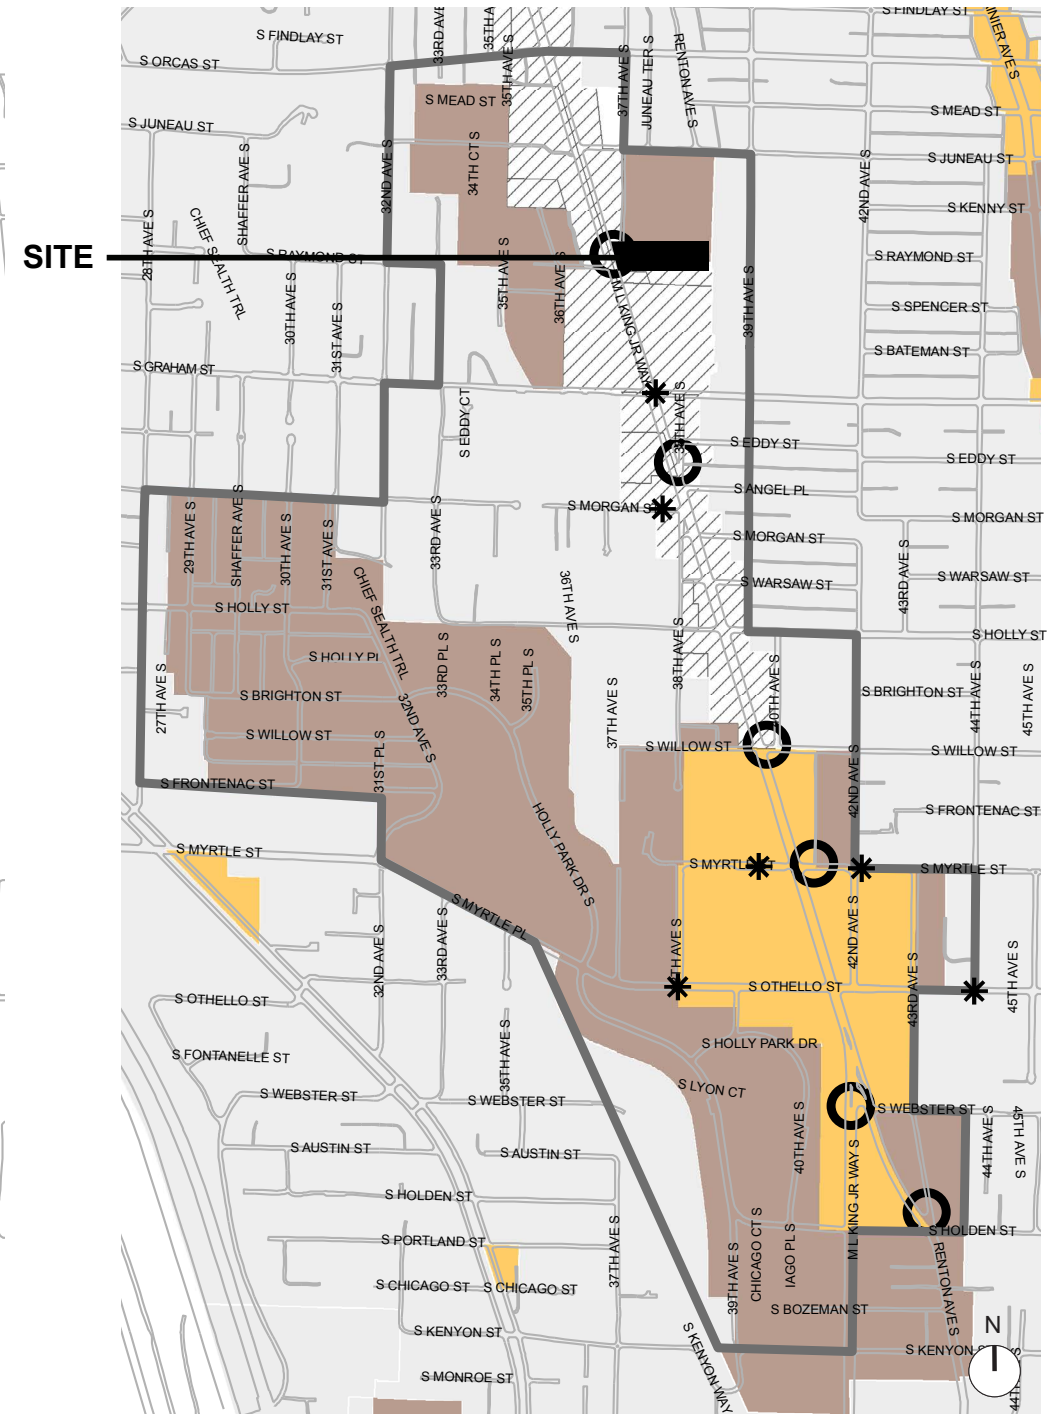 S FINDLAY ST
S FINDLAY ST
33RD AVE
35TH A
35TH AVE S
37TH AVE S
JUNEAU TER S
RENTON AVE S
NIER AVE S
S ORCAS ST
S MEAD ST
S MEAD ST
S JUNEAU ST
S JUNEAU ST
SHAFFER AVE S
32ND AVE S
34TH CT S
42ND AVE S
S KENNY ST
28TH AVE S
CHIEF SEALTH TRL
SITE
S RAYMOND ST
S RAYMOND ST
35TH AVE S
36TH AVE S
M L KING JR WAY
39TH AVE S
30TH AVE S
31ST AVE S
S SPENCER ST
S BATEMAN ST
S GRAHAM ST
S EDDY CT
S EDDY ST
S EDDY ST
S ANGEL PL
29TH AVE S
SHAFFER AVE S
30TH AVE S
31ST AVE S
33RD AVE S
S MORGAN S
S MORGAN ST
S MORGAN ST
CHIEF SEALTH TRL
36TH AVE S
S WARSAW ST
S WARSAW ST
43RD AVE S
S HOLLY ST
S HOLLY ST
S HOLLY PL
33RD PL S
34TH PL S
35TH PL S
38TH AVE S
27TH AVE S
S BRIGHTON ST
S BRIGHTON ST
32ND AVE S
37TH AVE S
44TH AVE S
45TH AVE S
S WILLOW ST
S WILLOW ST
S WILLOW ST
31ST PL S
S FRONTENAC ST
S FRONTENAC ST
42ND AVE S
S MYRTLE ST
HOLLY PARK DR S
S MYRTLE ST
S MYRTLE PL
32ND AVE S
33RD AVE S
42ND AVE S
43RD AVE S
45TH AVE S
S OTHELLO ST
S OTHELLO ST
S FONTANELLE ST
35TH AVE S
S HOLLY PARK DR
S LYON CT
S WEBSTER ST
S WEBSTER ST
S WEBSTER ST
40TH AVE S
44TH AVE S
45TH AVE S
S AUSTIN ST
S AUSTIN ST
M L KING JR WAY S
S HOLDEN ST
S HOLDEN ST
37TH AVE S
39TH AVE S
CHICAGO CT S
IAGO PL S
RENTON AVE S
S PORTLAND ST
S CHICAGO ST
S CHICAGO ST
S BOZEMAN ST
S KENYON ST
S KENYON WAY
S KENYON
N
S MONROE ST